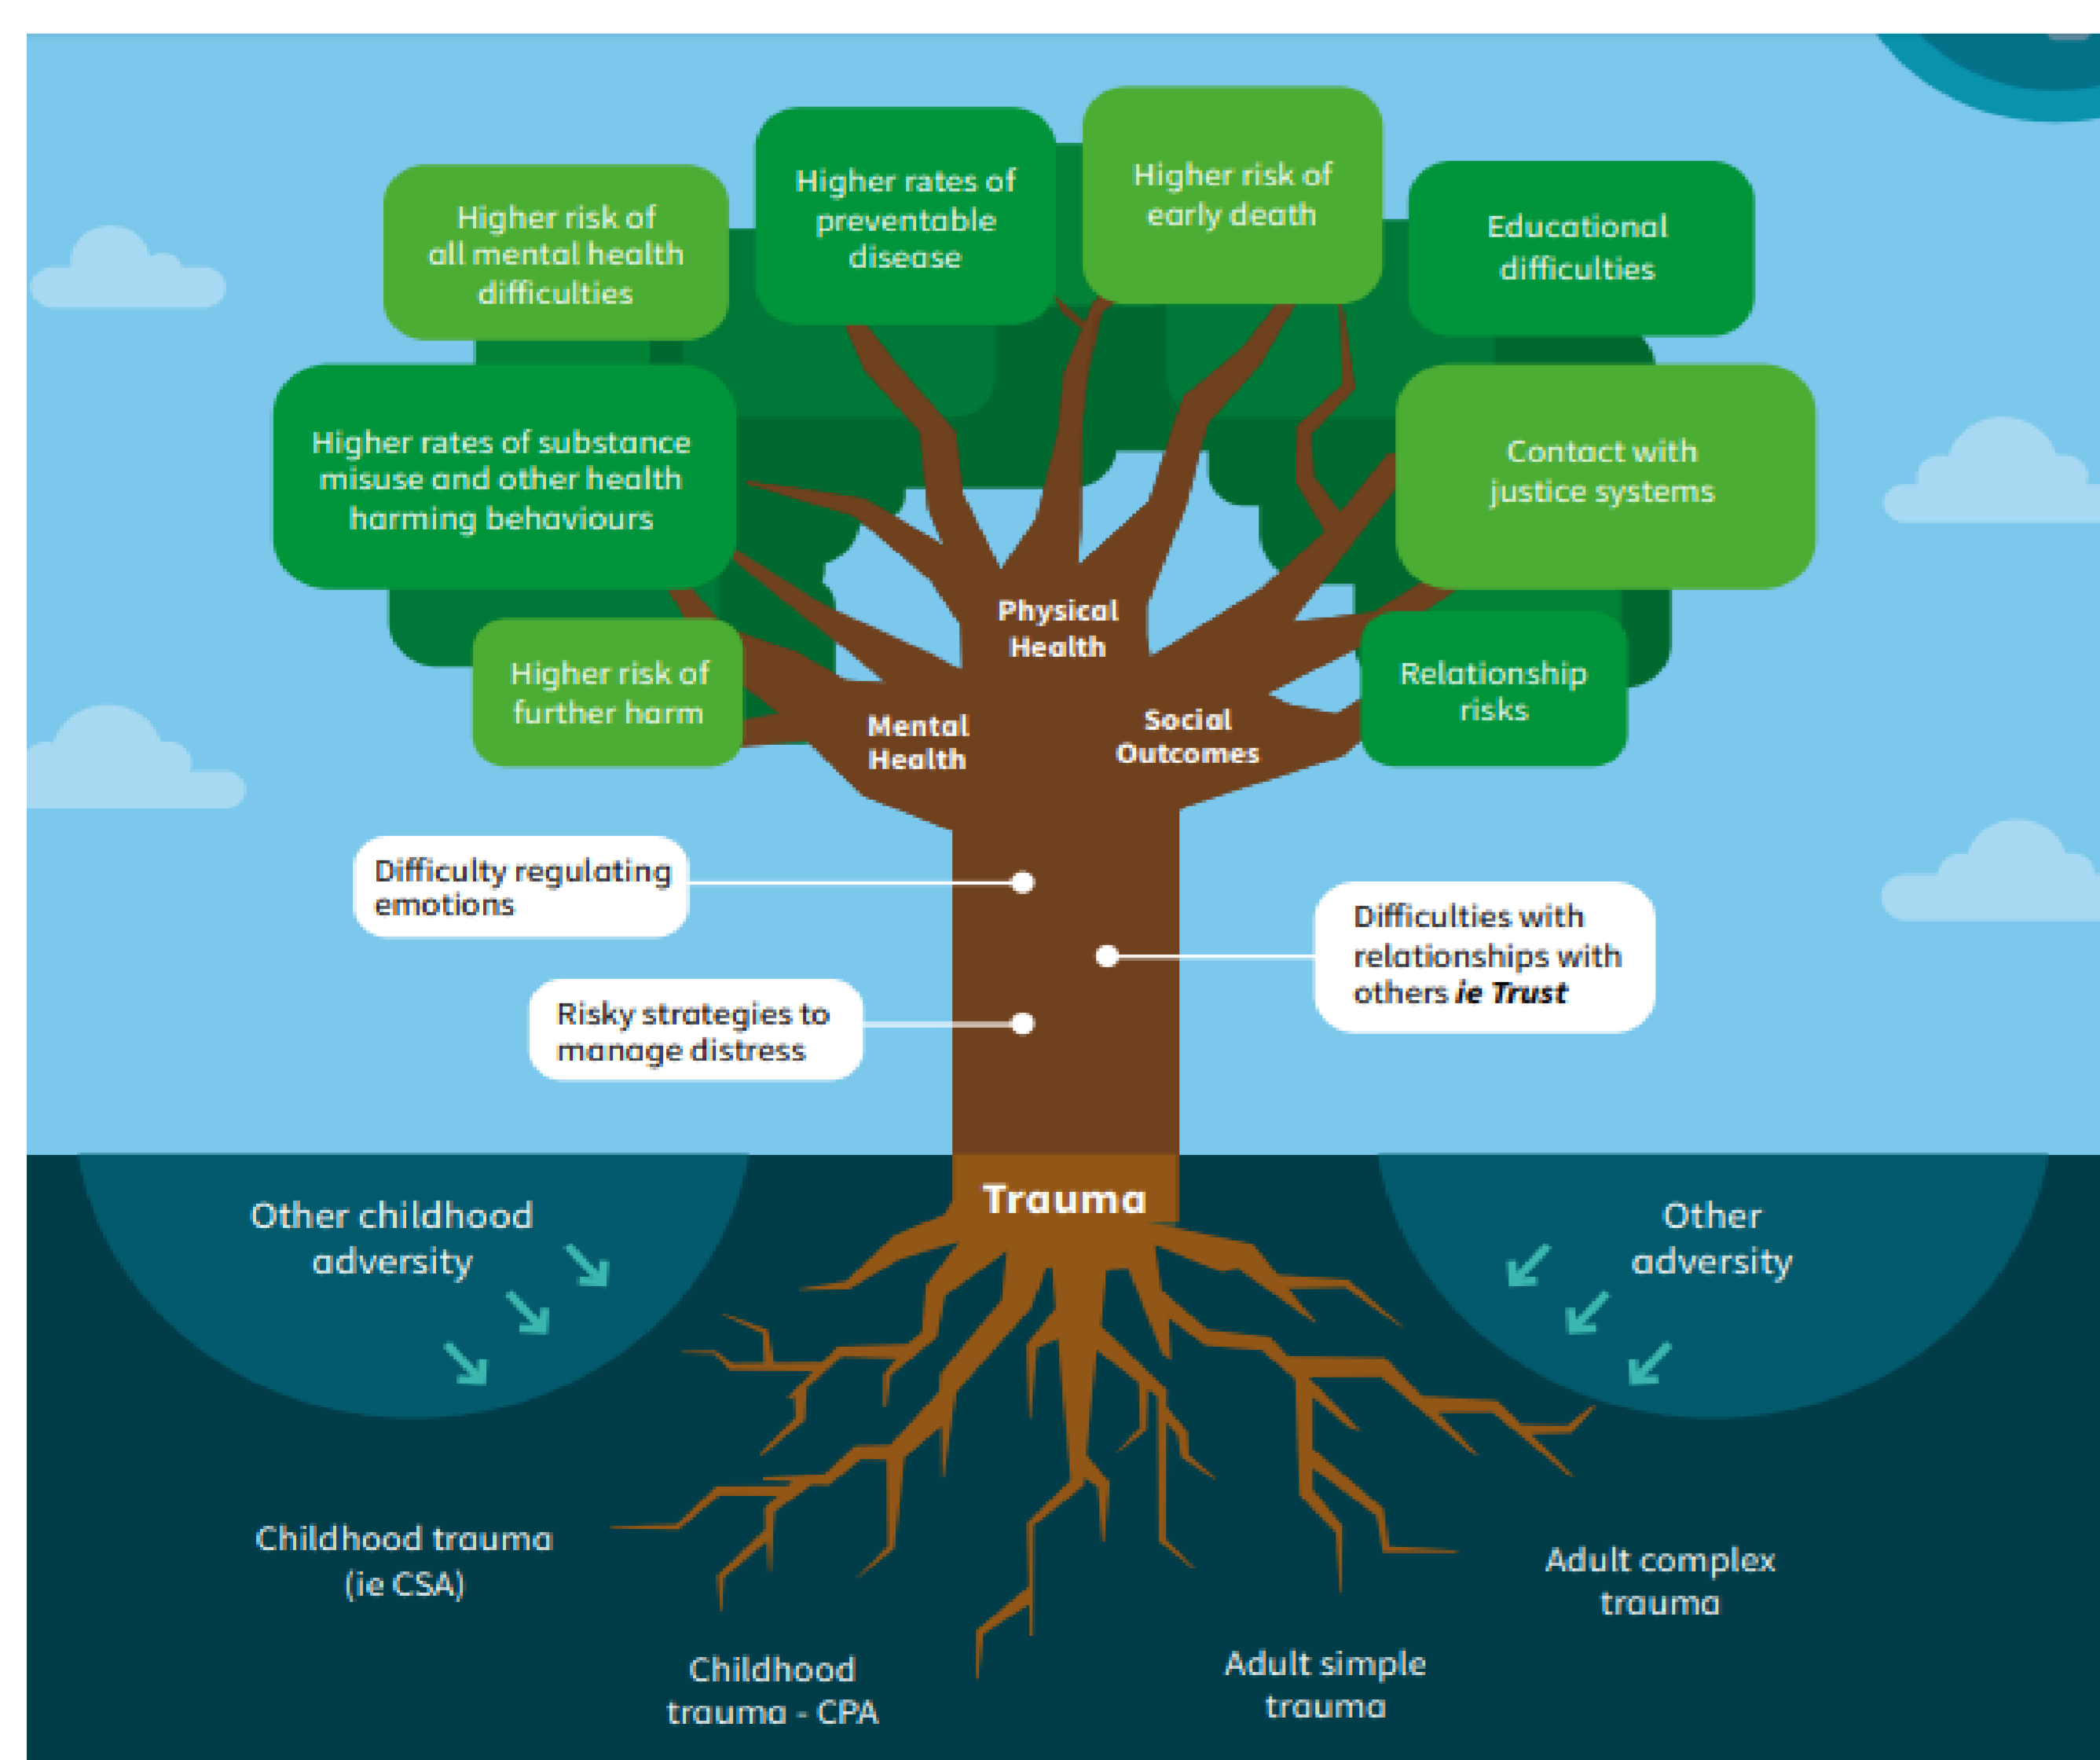 Higher risk of
all mental health
difficulties
Higher rates of
preventable
disease
Higher risk of
early death
Educational
difficulties
Higher rates of substance
misuse and other health
harming behaviours
Contact with
justice systems
Higher risk of
further harm
Relationship
risks
Physical
Health
Mental
Health
Social
Outcomes
Difficulty regulating
emotions
Difficulties with
relationships with
others ie Trust
Risky strategies to
manage distress
Trauma
Other childhood
adversity
Other
adversity
Childhood trauma
(ie CSA)
Childhood
trauma - CPA
Adult simple
trauma
Adult complex
trauma